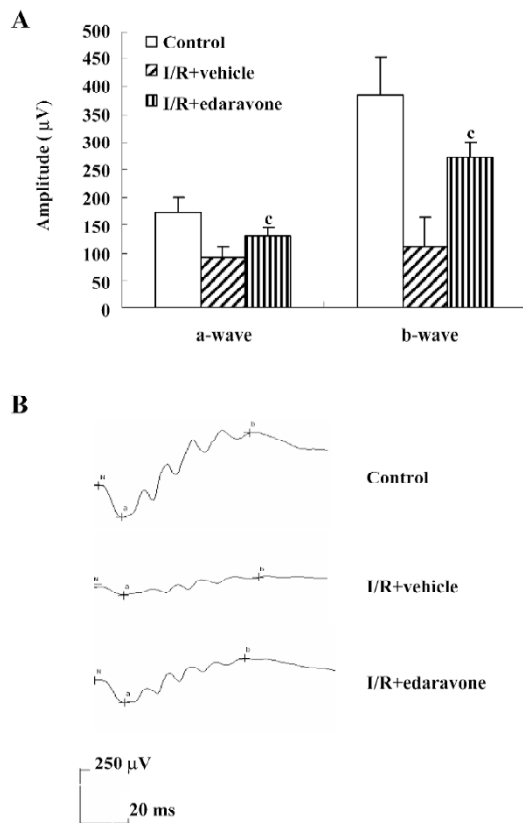 A
500
450
400
350
300
250
200
150
100
50
0
Amplitude ( μV)
Control
I/R+vehicle
I/R+edaravone
c
c
a-wave
b-wave
B
N
a
b
Control
N
a
b
I/R+vehicle
N
a
b
I/R+edaravone
250 μV
20 ms